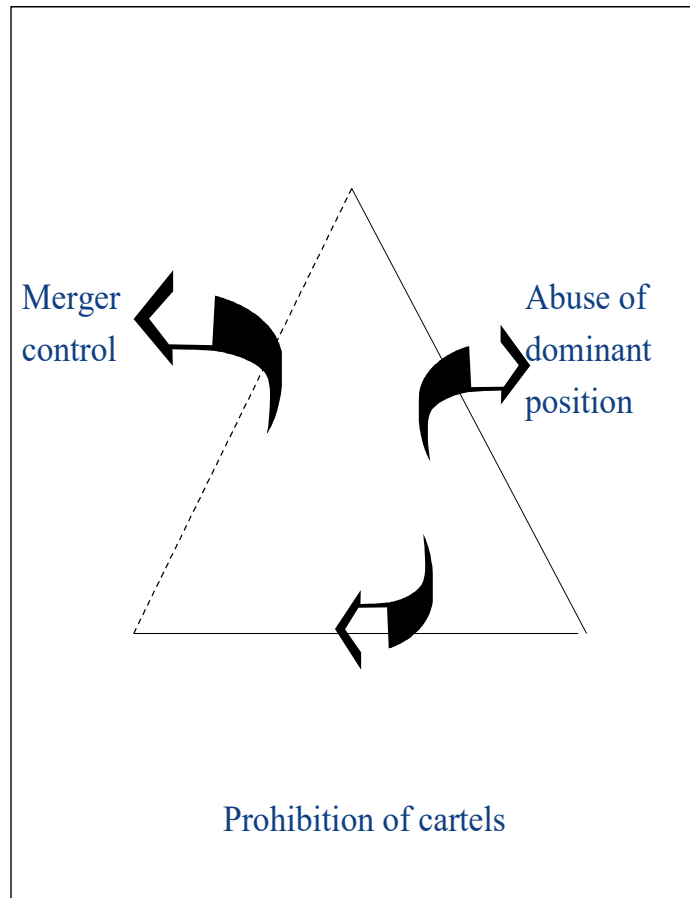 Merger
control
Abuse of
dominant
position
Prohibition of cartels